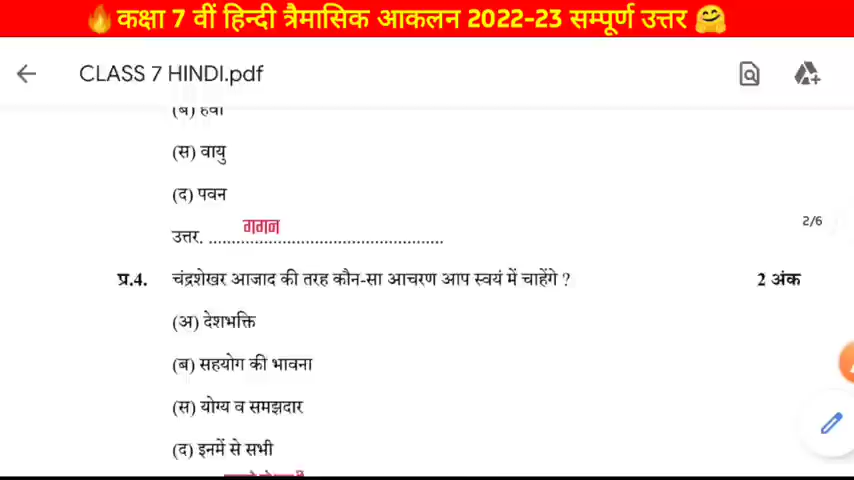 🔥कक्षा 7 वीं हिन्दी त्रैमासिक आकलन 2022-23 सम्पूर्ण उत्तर 🤗
CLASS 7 HINDI.pdf
(ब) हवा
(स) वायु
(द) पवन
2/6
उत्तर. गगन
प्र.4. चंद्रशेखर आजाद की तरह कौन-सा आचरण आप स्वयं में चाहेंगे ? 2 अंक
(अ) देशभक्ति
(ब) सहयोग की भावना
(स) योग्य व समझदार
(द) इनमें से सभी